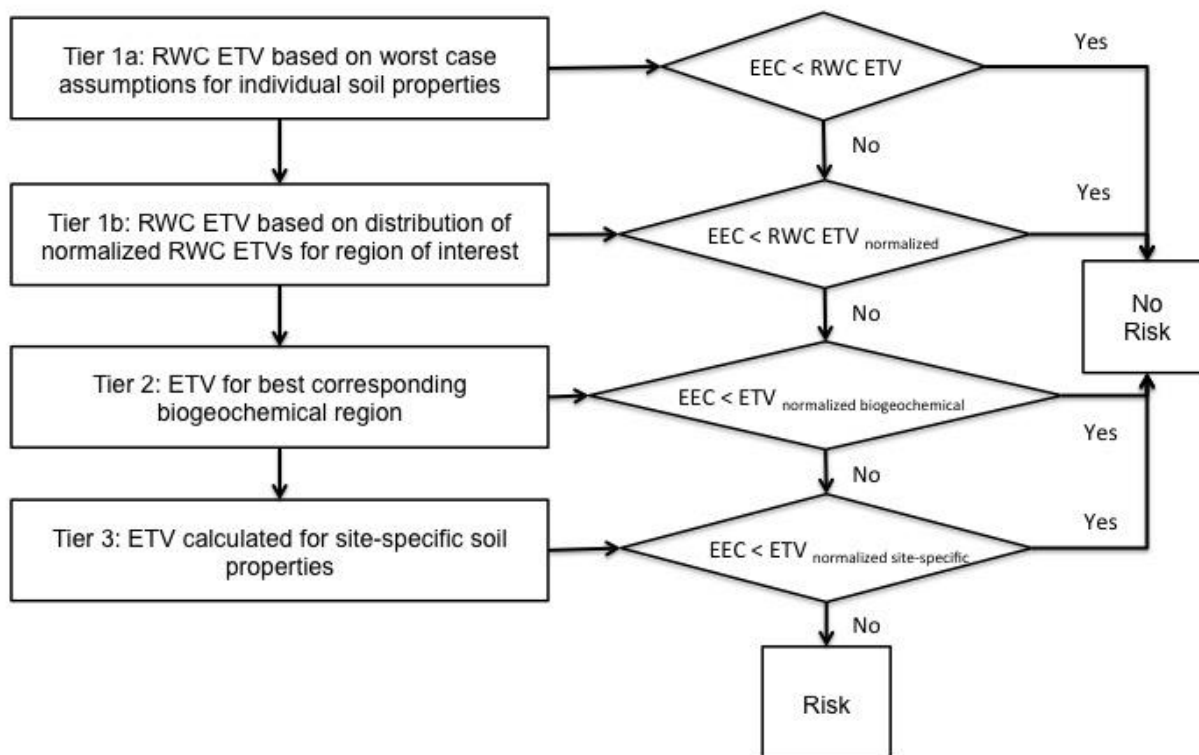 Tier 1a: RWC ETV based on worst case
assumptions for individual soil properties
EEC < RWC ETV
Yes
No
Tier 1b: RWC ETV based on distribution of
normalized RWC ETVs for region of interest
EEC < RWC ETV normalized
Yes
No
No
Risk
Tier 2: ETV for best corresponding
biogeochemical region
EEC < ETV normalized biogeochemical
Yes
No
Tier 3: ETV calculated for site-specific soil
properties
EEC < ETV normalized site-specific
Yes
No
Risk